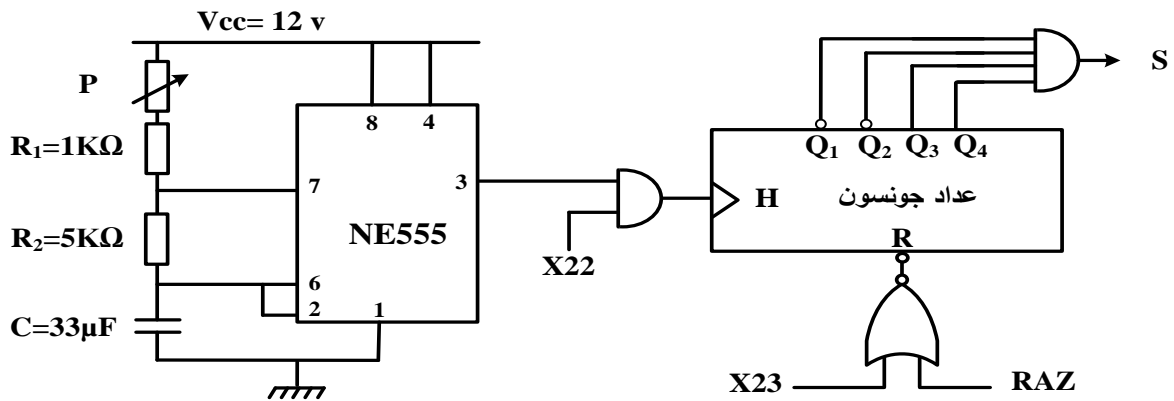 Vcc= 12 v
P
R₁=1KΩ
R₂=5KΩ
C=33μF
8
4
7
3
NE555
6
2
1
X22
S
Q₁ Q₂ Q₃ Q₄
H
عداد جونسون
R
X23
RAZ